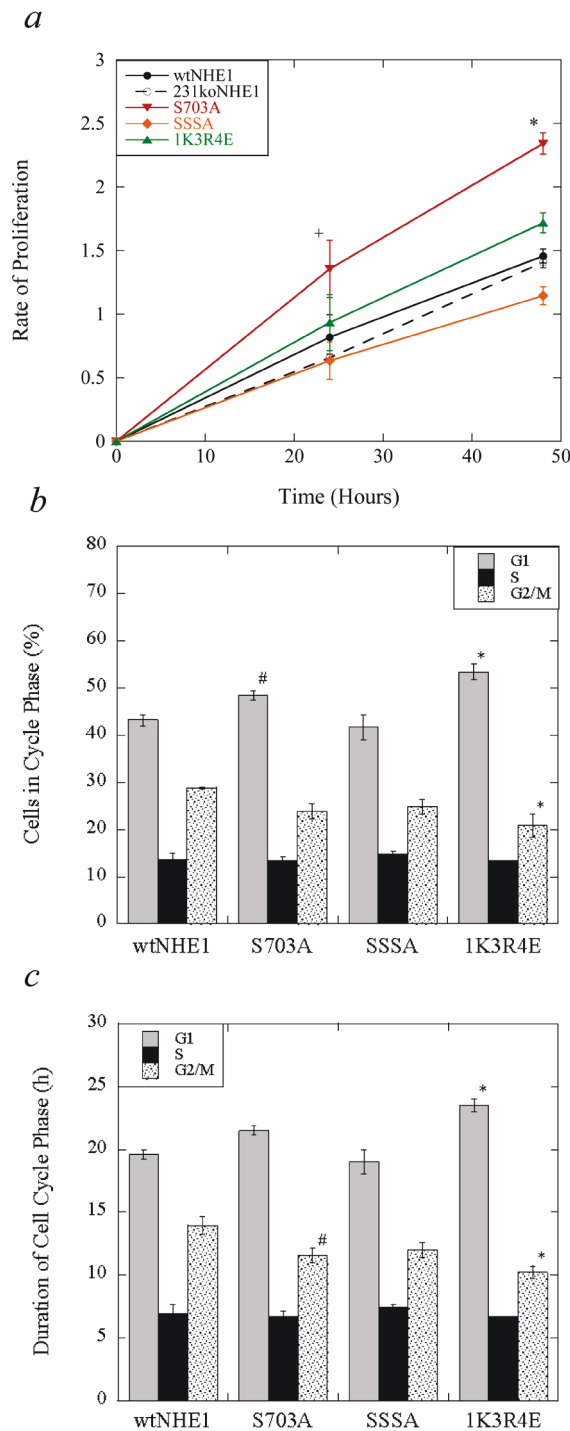 a
wtNHE1
231koNHE1
S703A
SSSA
1K3R4E
3
2.5
2
1.5
1
0.5
0
+
*
0 10 20 30 40 50
Rate of Proliferation
Time (Hours)
b
G1
S
G2/M
80
70
60
50
40
30
20
10
0
#
*
*
Cells in Cycle Phase (%)
wtNHE1 S703A SSSA 1K3R4E
c
G1
S
G2/M
30
25
20
15
10
5
0
*
#
*
Duration of Cell Cycle Phase (h)
wtNHE1 S703A SSSA 1K3R4E